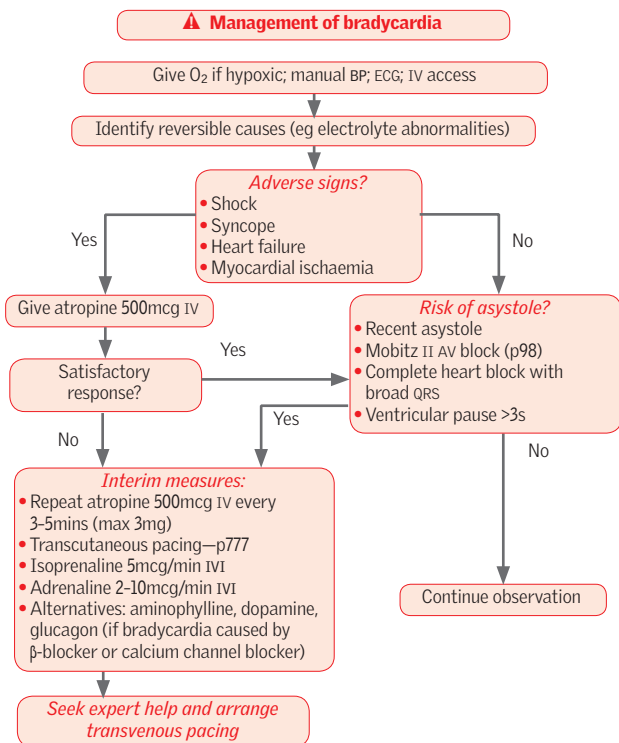 ⚠ Management of bradycardia
Give O₂ if hypoxic; manual BP; ECG; IV access
Identify reversible causes (eg electrolyte abnormalities)
Adverse signs?
• Shock
• Syncope
• Heart failure
• Myocardial ischaemia
Yes
No
Give atropine 500mcg IV
Risk of asystole?
• Recent asystole
• Mobitz II AV block (p98)
• Complete heart block with
broad QRS
• Ventricular pause >3s
Satisfactory
response?
Yes
No
Yes
No
Interim measures:
• Repeat atropine 500mcg IV every
3–5mins (max 3mg)
• Transcutaneous pacing—p777
• Isoprenaline 5mcg/min IVI
• Adrenaline 2–10mcg/min IVI
• Alternatives: aminophylline, dopamine,
glucagon (if bradycardia caused by
β-blocker or calcium channel blocker)
Continue observation
Seek expert help and arrange
transvenous pacing